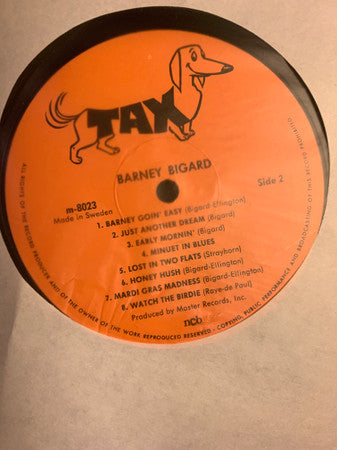 TAX
BARNEY BIGARD
m-8023
Made in Sweden
Side 2
1. BARNEY GOIN' EASY (Bigard-Ellington)
2. JUST ANOTHER DREAM (Bigard)
3. EARLY MORNIN' (Bigard)
4. MINUET IN BLUES
5. LOST IN TWO FLATS (Strayhorn)
6. HONEY HUSH (Bigard-Ellington)
7. MARDI GRAS MADNESS (Bigard-Ellington)
8. WATCH THE BIRDIE (Raye-de Paul)
Produced by Master Records, Inc.
ncb
ALL RIGHTS OF THE RECORD PRODUCER AND OF THE OWNER OF THE WORK REPRODUCED RESERVED - COPYING, PUBLIC PERFORMANCE AND BROADCASTING OF THIS RECORD PROHIBITED